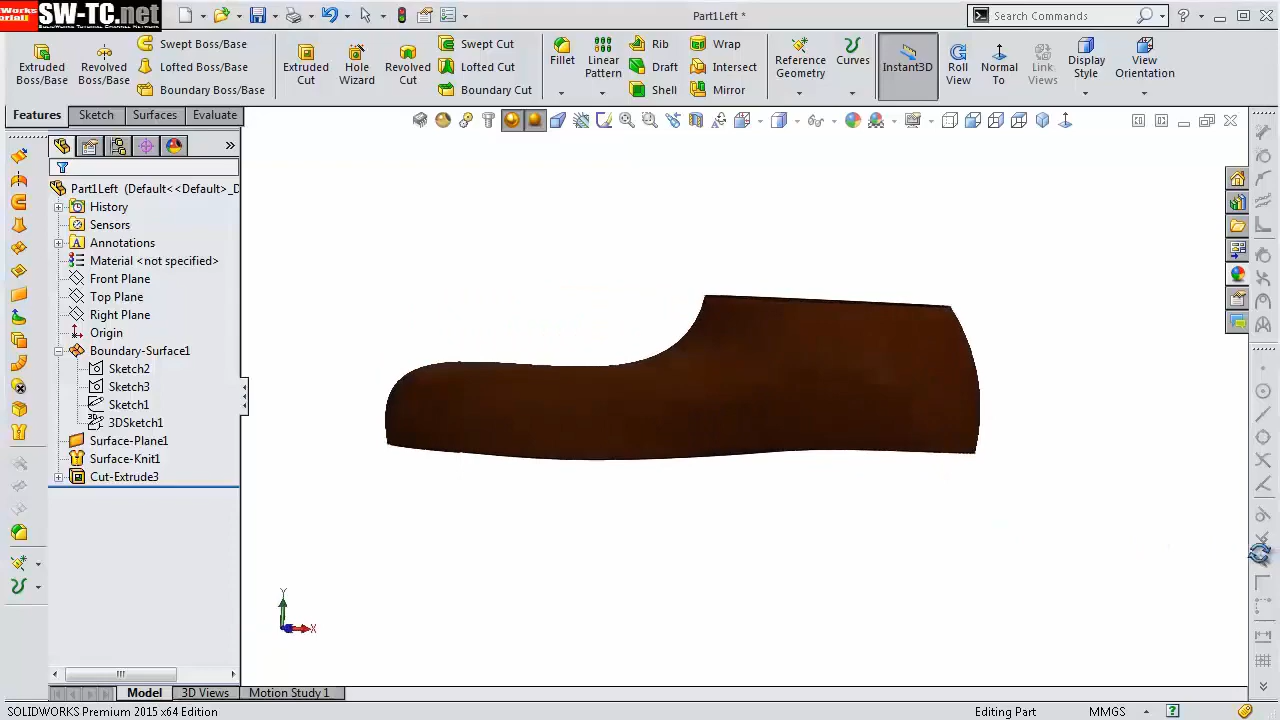 SW-TC.net
SolidWorks Tutorial Channel Network
Part1Left
Search Commands
Extruded Boss/Base
Revolved Boss/Base
Swept Boss/Base
Lofted Boss/Base
Boundary Boss/Base
Extruded Cut
Hole Wizard
Revolved Cut
Swept Cut
Lofted Cut
Boundary Cut
Fillet
Linear Pattern
Rib
Draft
Shell
Wrap
Intersect
Mirror
Reference Geometry
Curves
Instant3D
Roll View
Normal To
Link Views
Display Style
View Orientation
Features
Sketch
Surfaces
Evaluate
Part1Left (Default<<Default>_D
History
Sensors
Annotations
Material <not specified>
Front Plane
Top Plane
Right Plane
Origin
Boundary-Surface1
Sketch2
Sketch3
Sketch1
3DSketch1
Surface-Plane1
Surface-Knit1
Cut-Extrude3
Y
X
Model
3D Views
Motion Study 1
SOLIDWORKS Premium 2015 x64 Edition
Editing Part
MMGS